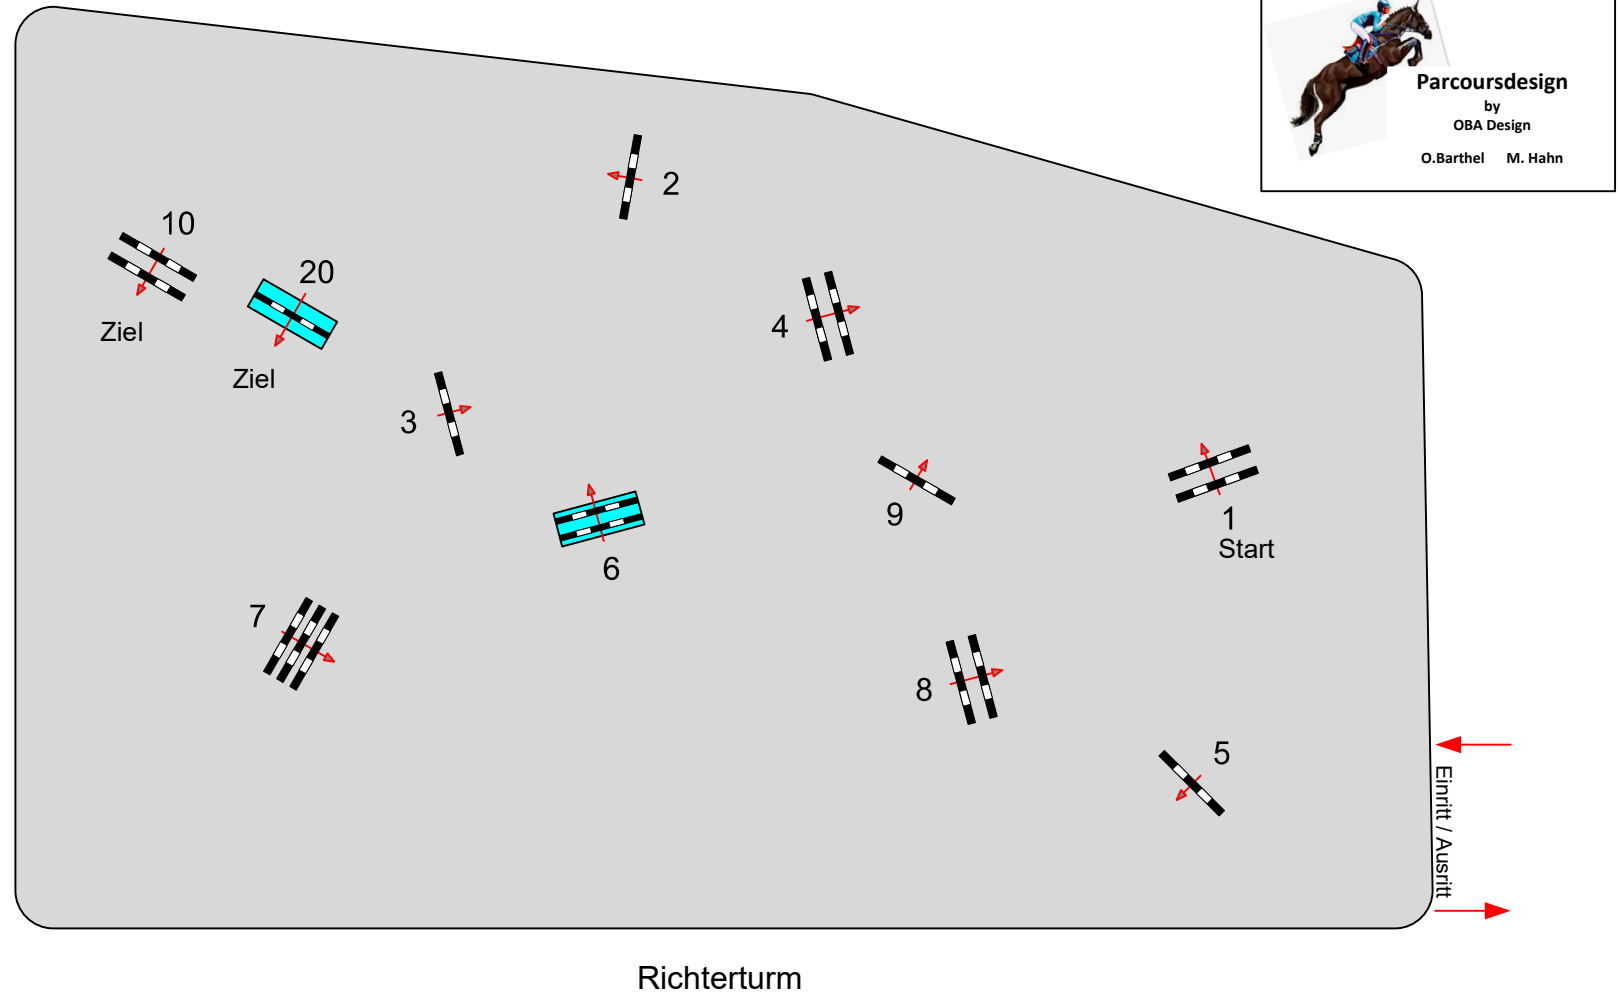 Parcoursdesign
by
OBA Design
O.Barthel M. Hahn
2
10
20
Ziel
4
Ziel
3
9
1
Start
6
7
8
5
Einritt / Ausritt
Richterturm